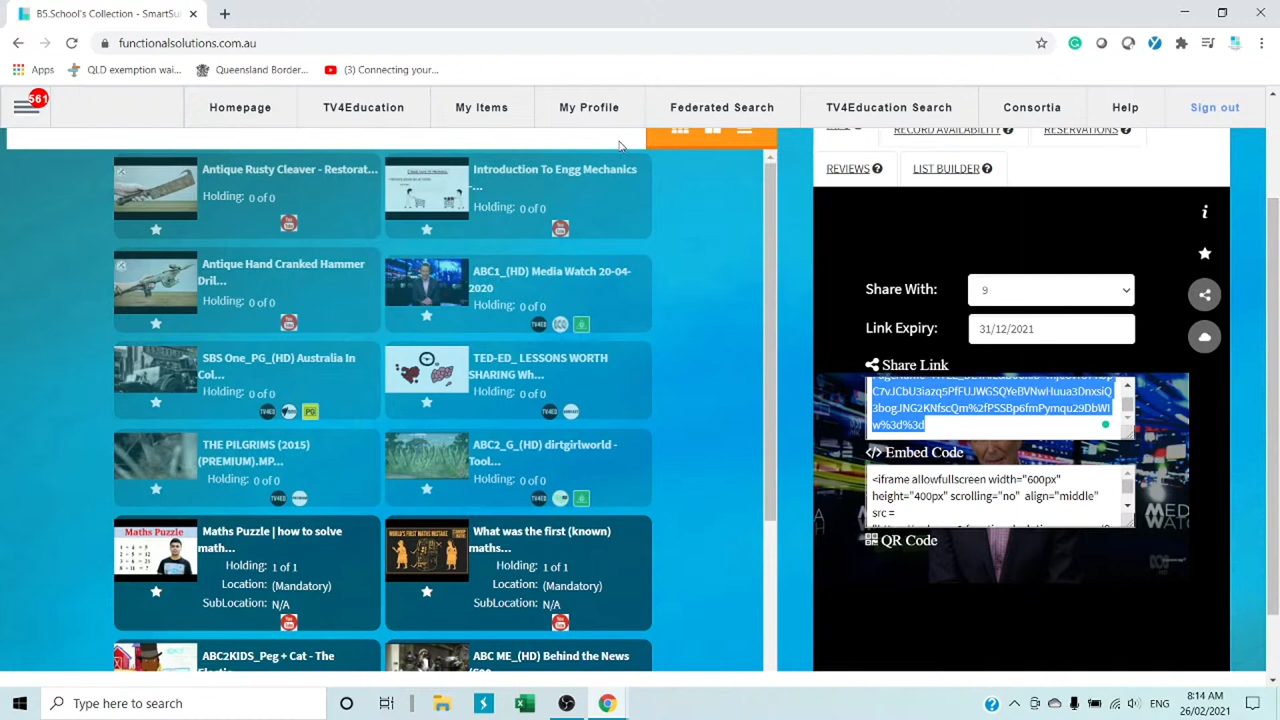 B5.School's Collection - SmartSui
functionalsolutions.com.au
Apps
QLD exemption wai...
Queensland Border...
(3) Connecting your...
561
Homepage
TV4Education
My Items
My Profile
Federated Search
TV4Education Search
Consortia
Help
Sign out
RECORD AVAILABILITY
RESERVATIONS
REVIEWS
LIST BUILDER
Antique Rusty Cleaver - Restorat...
Holding: 0 of 0
Introduction To Engg Mechanics
-...
Holding: 0 of 0
Antique Hand Cranked Hammer
Dril...
Holding: 0 of 0
ABC1_(HD) Media Watch 20-04-
2020
Holding: 0 of 0
SBS One_PG_(HD) Australia In
Col...
Holding: 0 of 0
PG
TED-ED_ LESSONS WORTH
SHARING Wh...
Holding: 0 of 0
THE PILGRIMS (2015)
(PREMIUM).MP...
Holding: 0 of 0
ABC2_G_(HD) dirtgirlworld -
Tool...
Holding: 0 of 0
Maths Puzzle
Maths Puzzle | how to solve
math...
Holding: 1 of 1
Location: (Mandatory)
SubLocation: N/A
What was the first (known)
maths...
Holding: 1 of 1
Location: (Mandatory)
SubLocation: N/A
ABC2KIDS_Peg + Cat - The
ABC ME_(HD) Behind the News
Share With: 9
Link Expiry: 31/12/2021
Share Link
w%3d%3d
</> Embed Code
<iframe allowfullscreen width="600px"
height="400px" scrolling="no" align="middle"
src =
QR Code
Type here to search
ENG
8:14 AM
26/02/2021